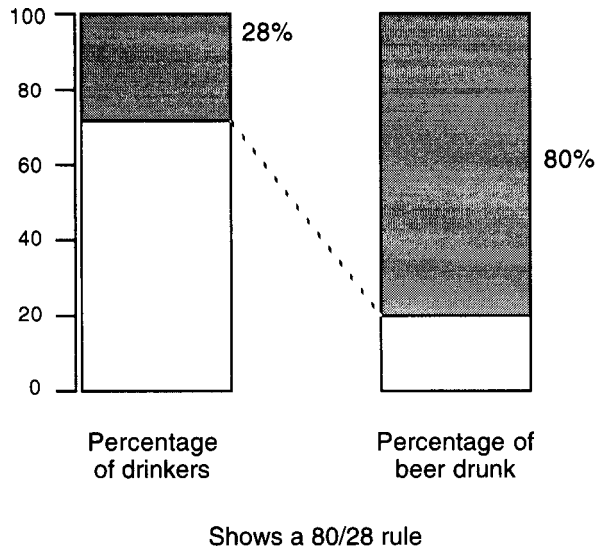 100
28%
80
60
80%
40
20
0
Percentage
of drinkers
Percentage of
beer drunk
Shows a 80/28 rule